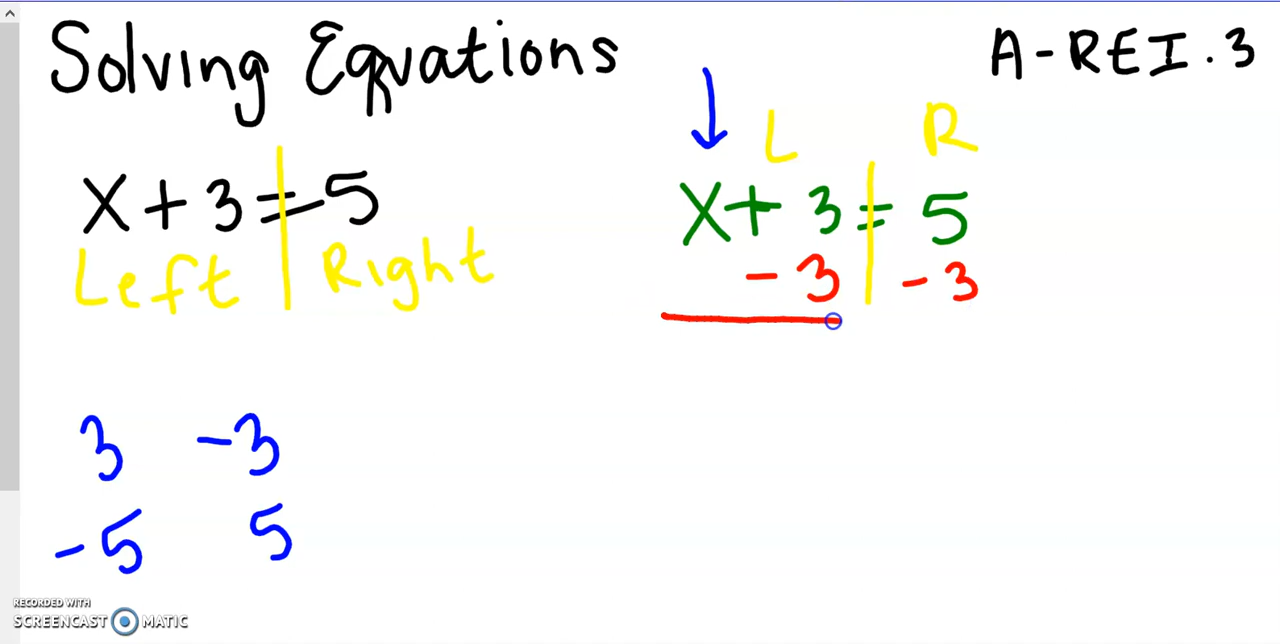 Solving Equations
A-REI.3
L R
x + 3 = 5
Left Right
x + 3 = 5
- 3 - 3
3 -3
-5 5
RECORDED WITH
SCREENCAST MATIC